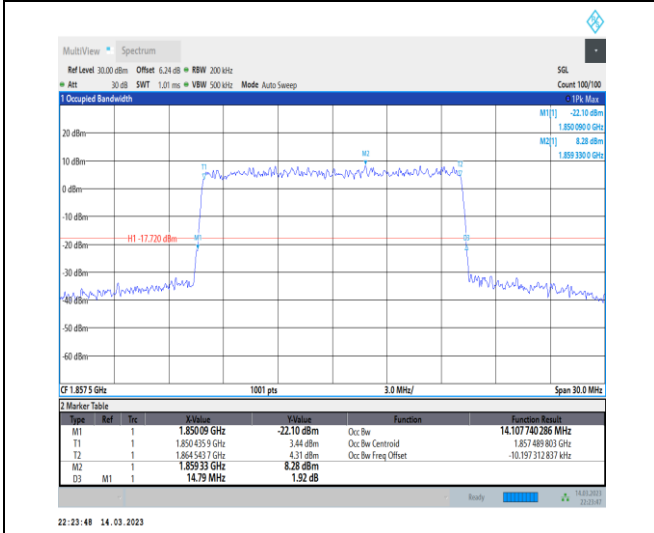 MultiView Spectrum
Ref Level 30.00 dBm Offset 6.24 dB RBW 200 kHz SGL
Att 30 dB SWT 1.01 ms VBW 500 kHz Mode Auto Sweep Count 100/100
1 Occupied Bandwidth 1Pk Max
M1[1] -22.10 dBm
1.850 090 0 GHz
M2[1] 8.28 dBm
1.859 330 0 GHz
20 dBm
M2
10 dBm
T1 T2
0 dBm
-10 dBm
H1 -17.720 dBm M1 D3
-20 dBm
-30 dBm
-40 dBm
-50 dBm
-60 dBm
CF 1.857 5 GHz 1001 pts 3.0 MHz/ Span 30.0 MHz
2 Marker Table
Type Ref Trc X-Value Y-Value Function Function Result
M1 1 1.850 09 GHz -22.10 dBm Occ Bw 14.107 740 286 MHz
T1 1 1.850 435 9 GHz 3.44 dBm Occ Bw Centroid 1.857 489 803 GHz
T2 1 1.864 543 7 GHz 4.31 dBm Occ Bw Freq Offset -10.197 312 837 kHz
M2 1 1.859 33 GHz 8.28 dBm
D3 M1 1 14.79 MHz 1.92 dB
Ready 14.03.2023
22:23:47
22:23:48 14.03.2023